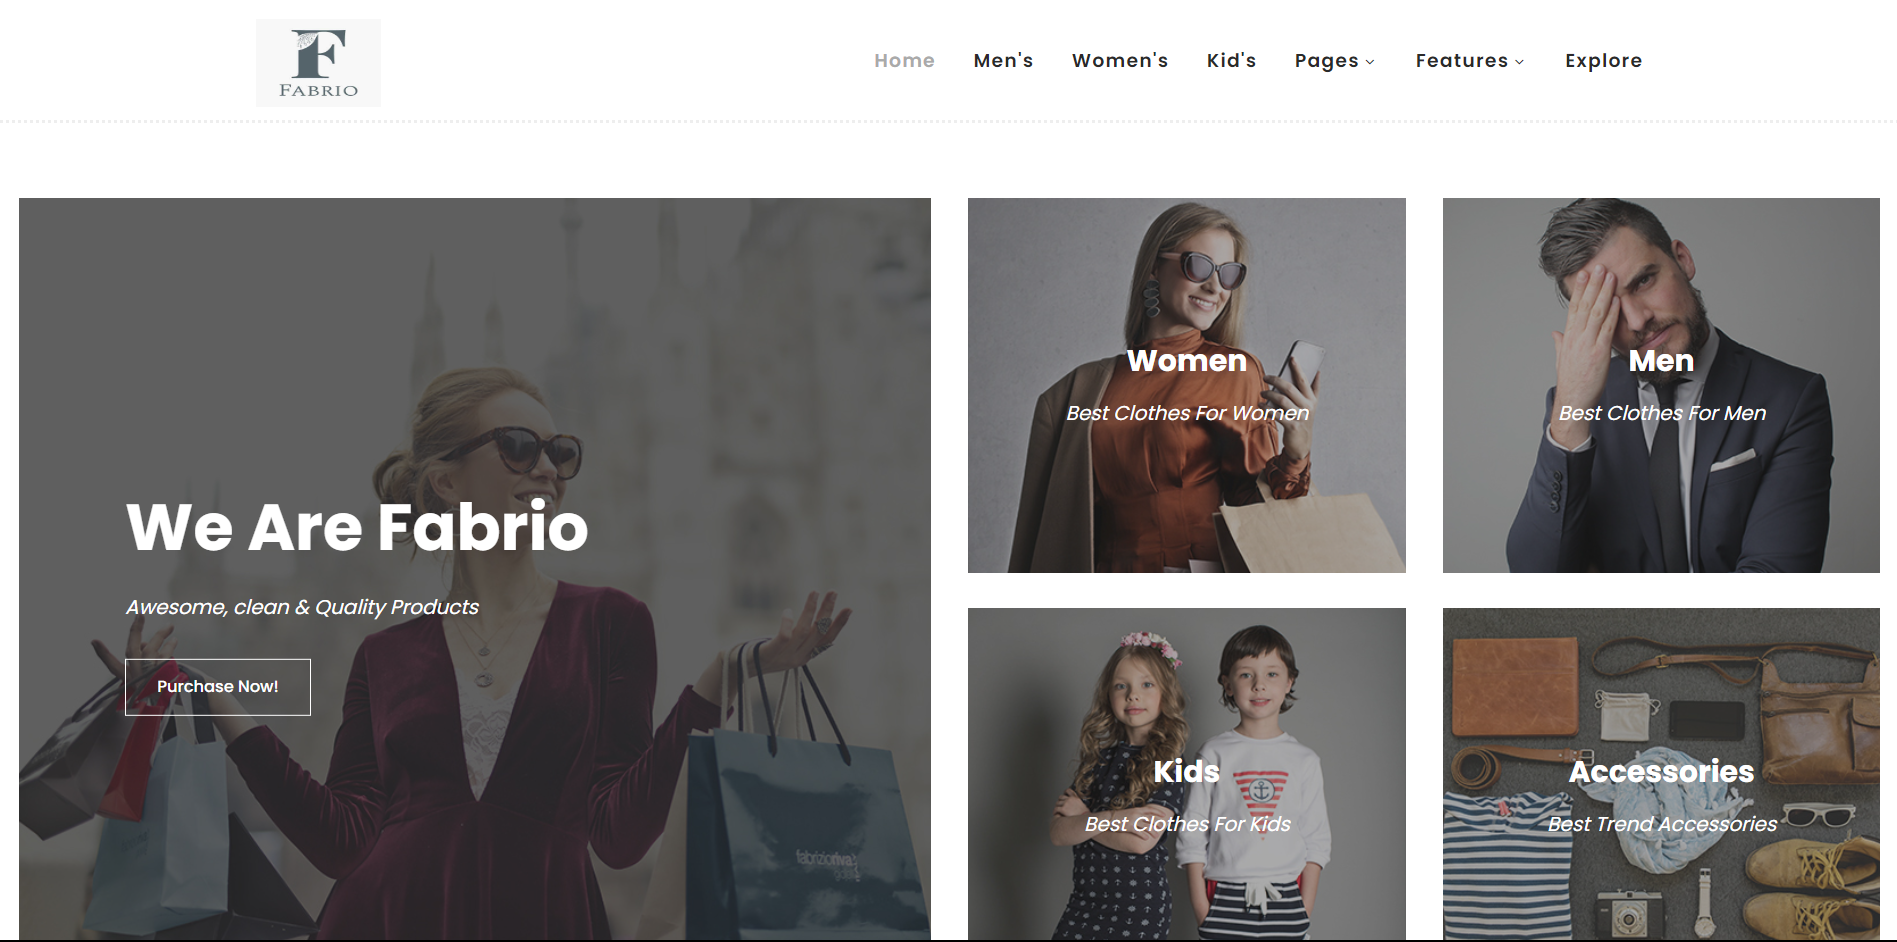 F
FABRIO
Home Men's Women's Kid's Pages Features Explore
We Are Fabrio
Awesome, clean & Quality Products
Purchase Now!
fabrizioriva
Women
Best Clothes For Women
Men
Best Clothes For Men
Kids
Best Clothes For Kids
Accessories
Best Trend Accessories